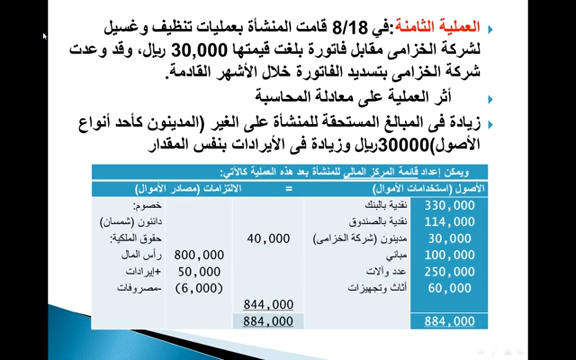 العملية الثامنة :في 8/18 قامت المنشأة بعمليات تنظيف وغسيل
لشركة الخزامى مقابل فاتورة بلغت قيمتها 30,000 ريال، وقد وعدت
شركة الخزامى بتسديد الفاتورة خلال الأشهر القادمة.
أثر العملية على معادلة المحاسبة
زيادة فى المبالغ المستحقة للمنشأة على الغير (المدينون كأحد أنواع
الأصول)30000ريال وزيادة فى الأيرادات بنفس المقدار
ويمكن إعداد قائمة المركز المالي للمنشأة بعد هذه العملية كالآتي:
الأصول (استخدامات الأموال) = الالتزامات (مصادر الأموال)
330,000 نقدية بالبنك خصوم:
114,000 نقدية بالصندوق دائنون (شمسان)
30,000 مدينون (شركة الخزامى) 40,000 حقوق الملكية:
100,000 مباني 800,000 رأس المال
250,000 عدد وآلات 50,000 +ايرادات
60,000 أثاث وتجهيزات (6,000) -مصروفات
844,000
884,000 884,000